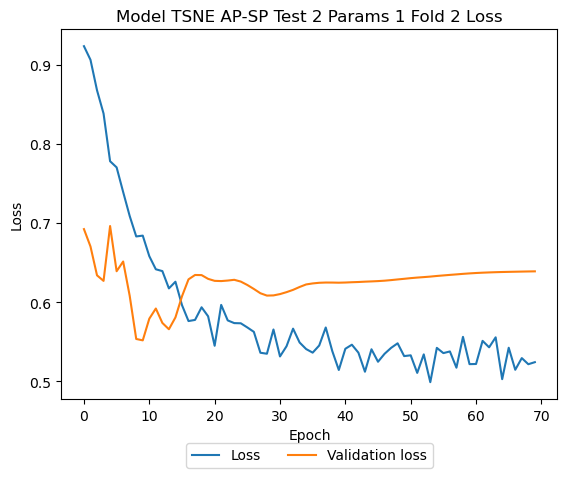 Model TSNE AP-SP Test 2 Params 1 Fold 2 Loss
0.9
0.8
0.7
0.6
0.5
Loss
0 10 20 30 40 50 60 70
Epoch
Loss Validation loss